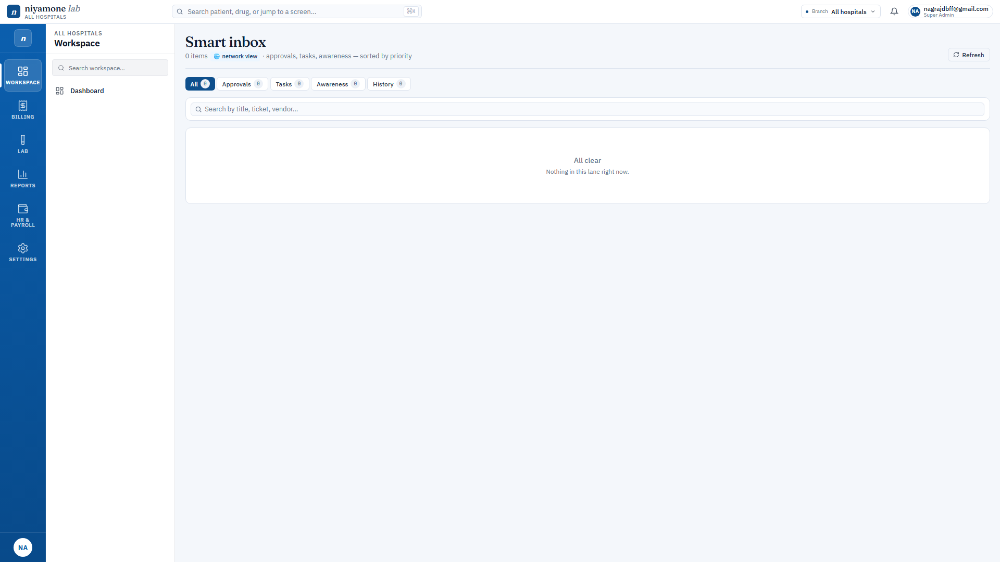 n niyamone lab
ALL HOSPITALS
Search patient, drug, or jump to a screen...
⌘K
Branch All hospitals
NA nagrajdbff@gmail.com
Super Admin
n
WORKSPACE
BILLING
LAB
REPORTS
HR &
PAYROLL
SETTINGS
NA
ALL HOSPITALS
Workspace
Search workspace...
Dashboard
Smart inbox
0 items 🌐 network view · approvals, tasks, awareness — sorted by priority
Refresh
All 0 Approvals 0 Tasks 0 Awareness 0 History 0
Search by title, ticket, vendor...
All clear
Nothing in this lane right now.